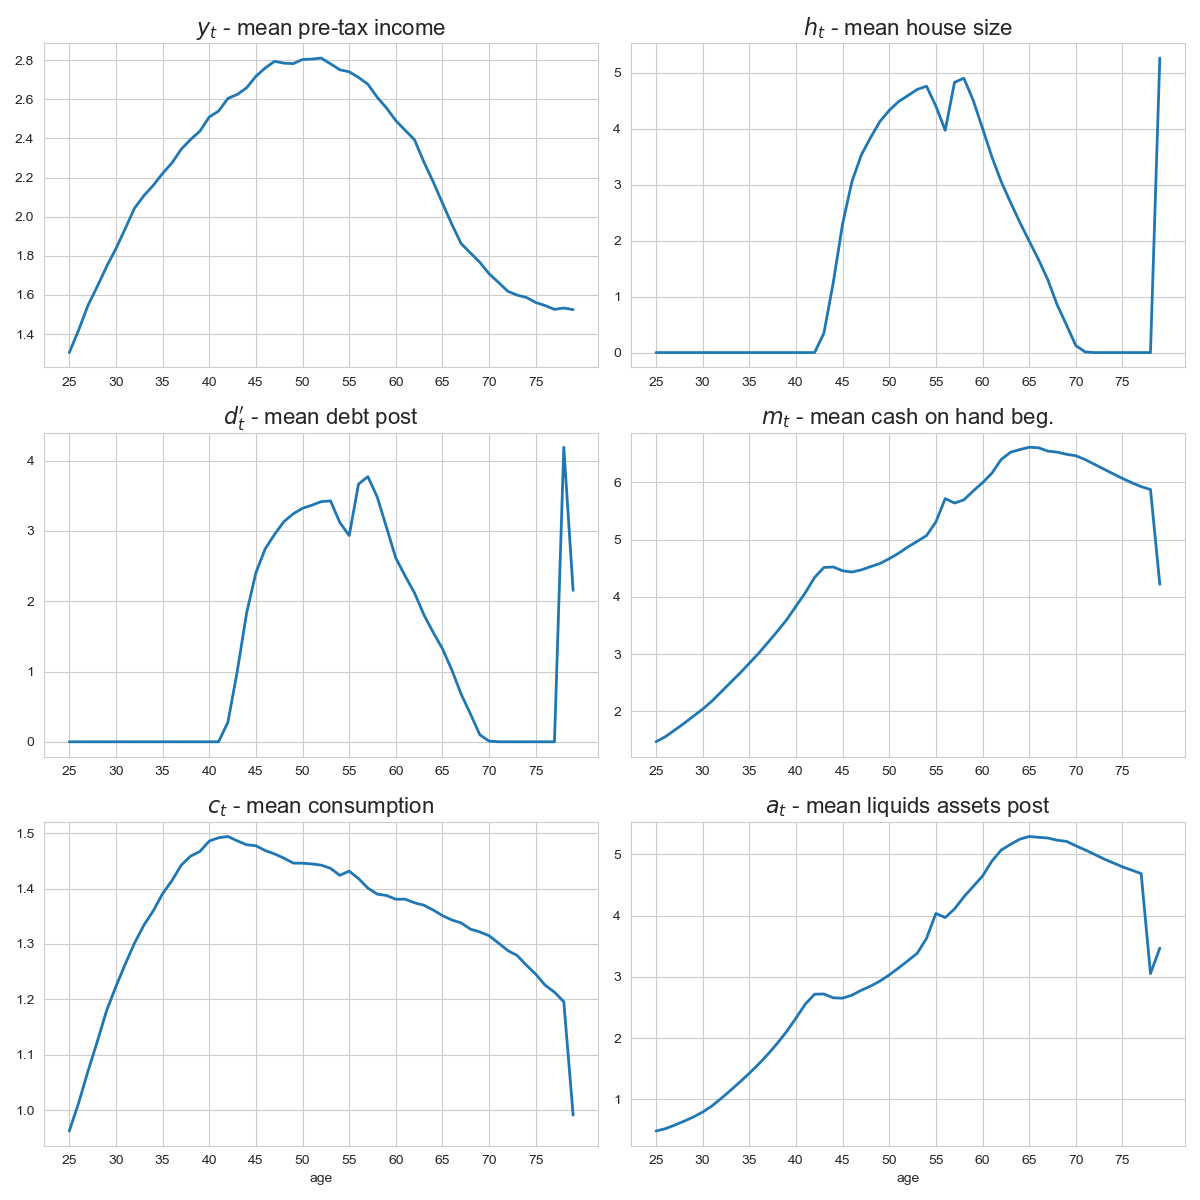 y_t - mean pre-tax income
2.8
2.6
2.4
2.2
2.0
1.8
1.6
1.4
25 30 35 40 45 50 55 60 65 70 75
h_t - mean house size
5
4
3
2
1
0
25 30 35 40 45 50 55 60 65 70 75
d′_t - mean debt post
4
3
2
1
0
25 30 35 40 45 50 55 60 65 70 75
m_t - mean cash on hand beg.
6
5
4
3
2
25 30 35 40 45 50 55 60 65 70 75
c_t - mean consumption
1.5
1.4
1.3
1.2
1.1
1.0
25 30 35 40 45 50 55 60 65 70 75
age
a_t - mean liquids assets post
5
4
3
2
1
25 30 35 40 45 50 55 60 65 70 75
age